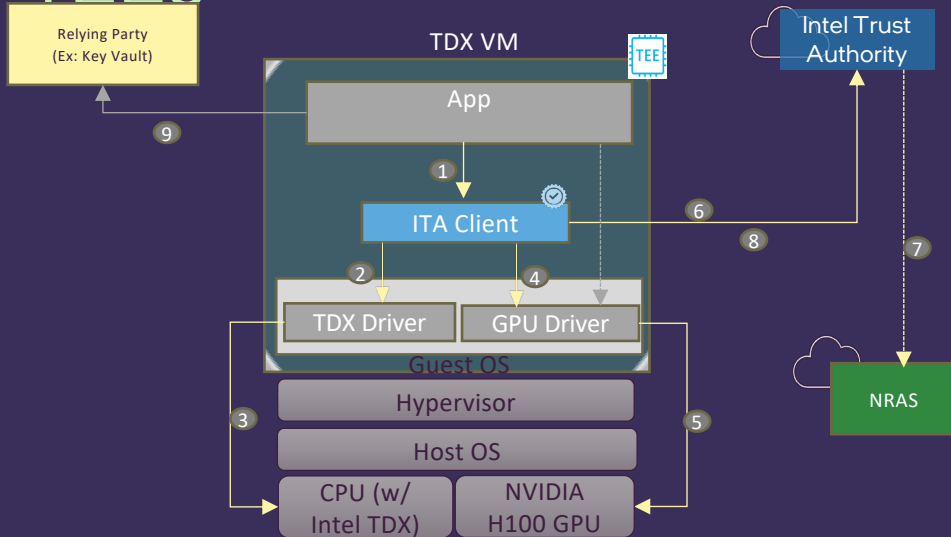 Relying Party
(Ex: Key Vault)
TDX VM
TEE
Intel Trust
Authority
App
9
1
ITA Client
6
8
7
2
4
TDX Driver
GPU Driver
Guest OS
Hypervisor
NRAS
3
5
Host OS
CPU (w/
Intel TDX)
NVIDIA
H100 GPU